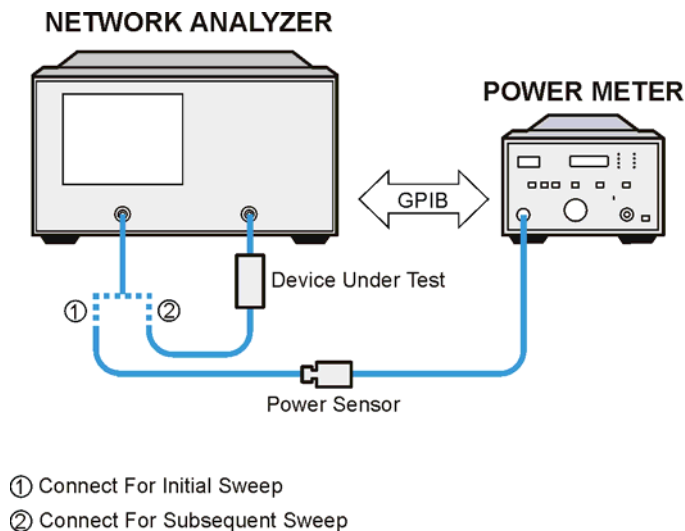 NETWORK ANALYZER
POWER METER
GPIB
Device Under Test
① ②
Power Sensor
① Connect For Initial Sweep
② Connect For Subsequent Sweep